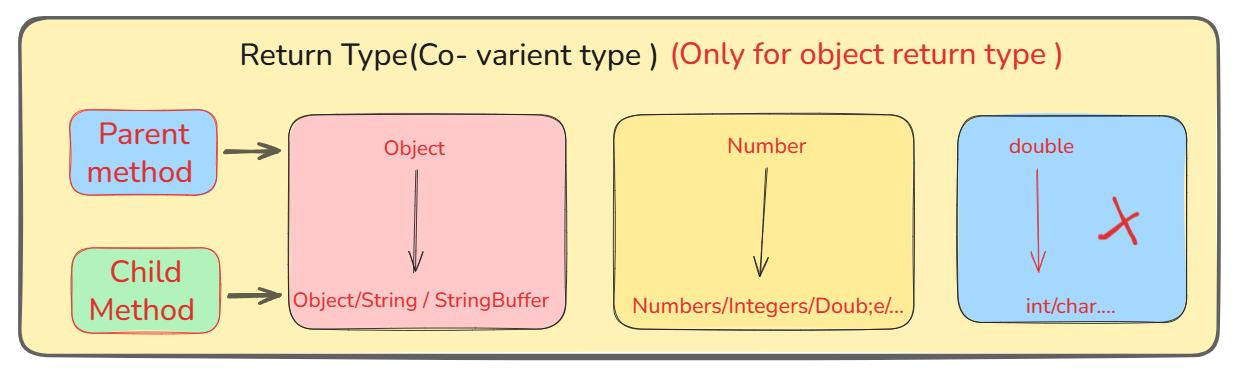 Return Type(Co- varient type ) (Only for object return type )
Parent
method
Object
Number
double
Child
Method
Object/String / StringBuffer
Numbers/Integers/Doub;e/...
int/char....